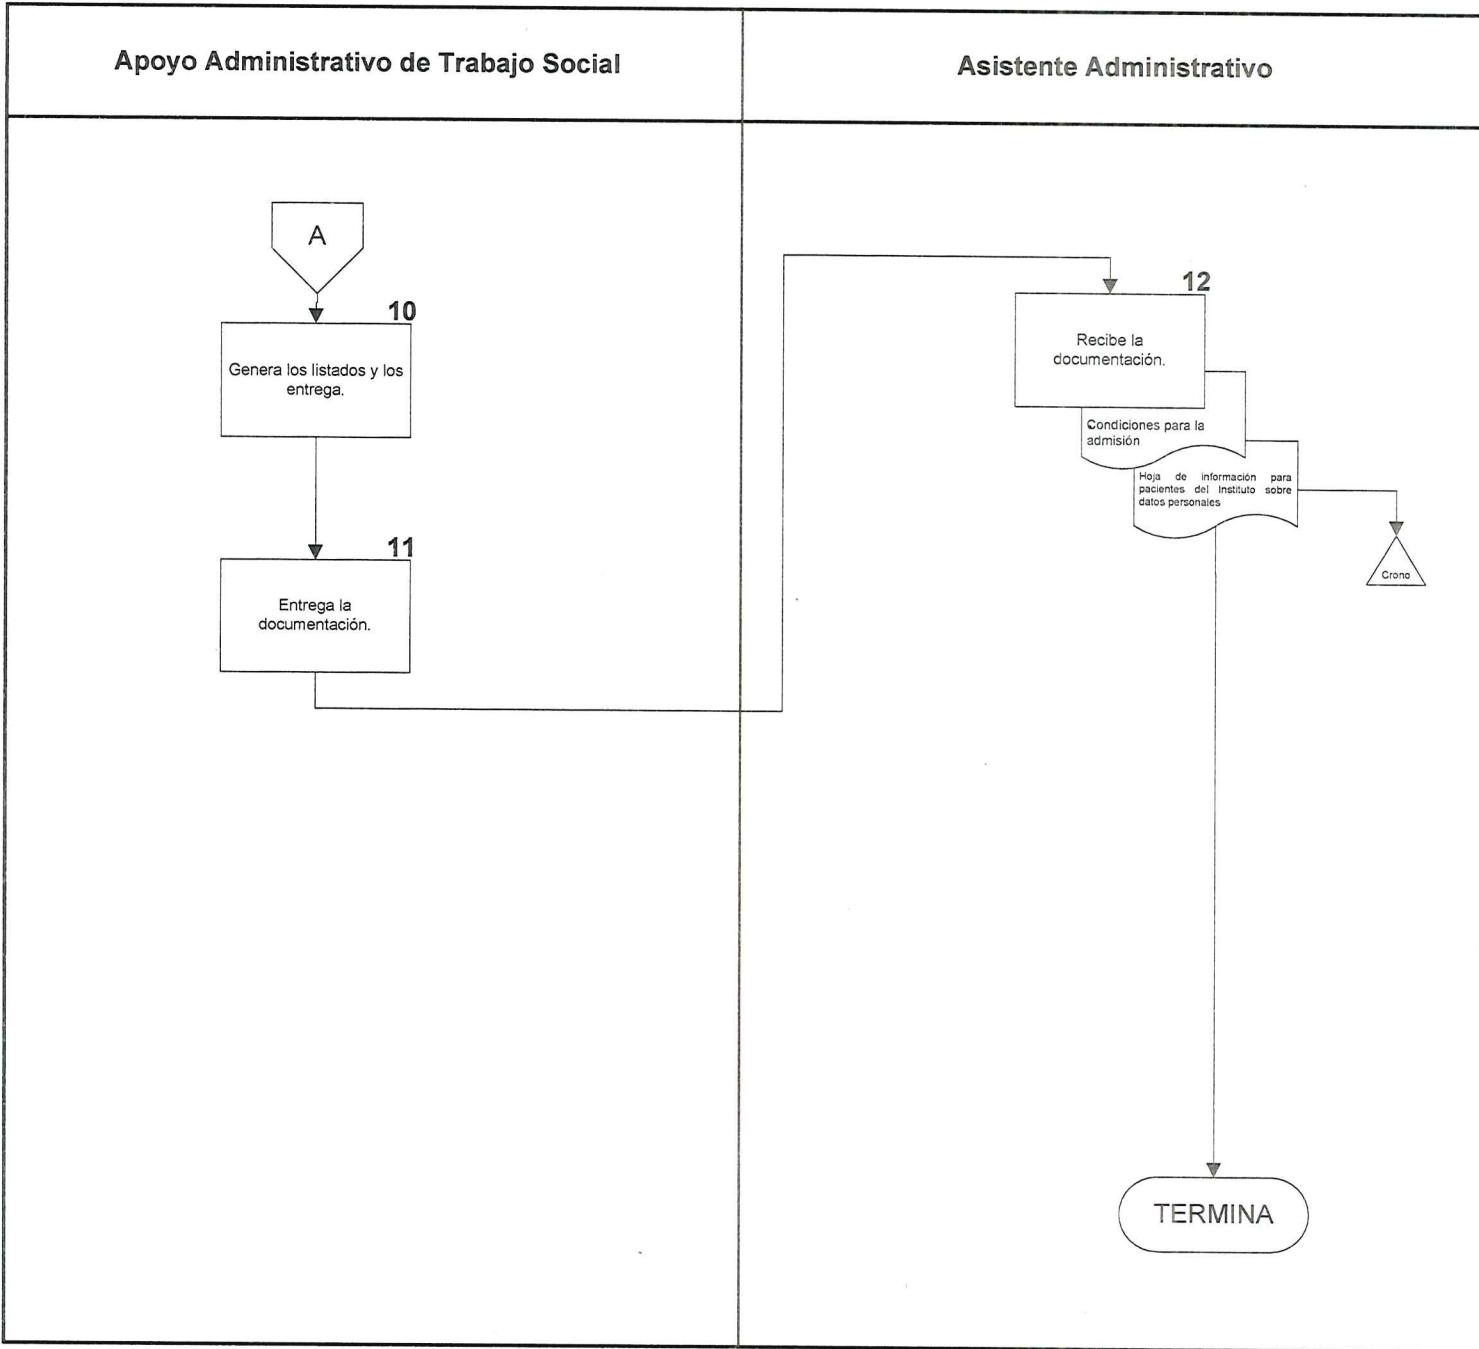 Apoyo Administrativo de Trabajo Social
Asistente Administrativo
A
10
Genera los listados y los
entrega.
11
Entrega la
documentación.
12
Recibe la
documentación.
Condiciones para la
admisión
Hoja de información para
pacientes del Instituto sobre
datos personales
Crono
TERMINA